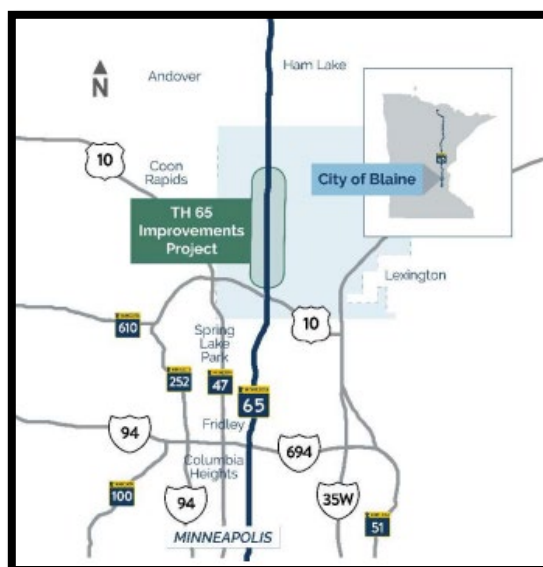 Andover
Ham Lake
N
10
Coon
Rapids
City of Blaine
65
TH 65
Improvements
Project
Lexington
610
10
Spring
Lake
Park
252
47
65
Fridley
94
694
Columbia
Heights
100
94
35W
51
MINNEAPOLIS